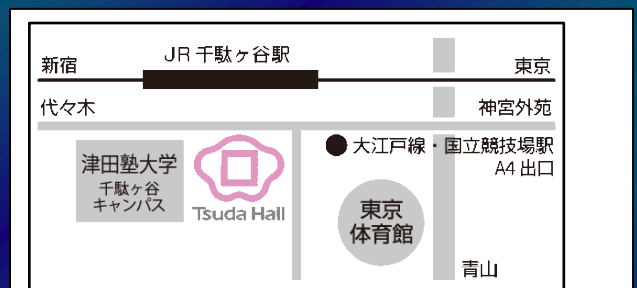 JR 千駄ヶ谷駅
新宿
東京
代々木
神宮外苑
大江戸線・国立競技場駅
A4 出口
津田塾大学
千駄ヶ谷
キャンパス
Tsuda Hall
東京
体育館
青山